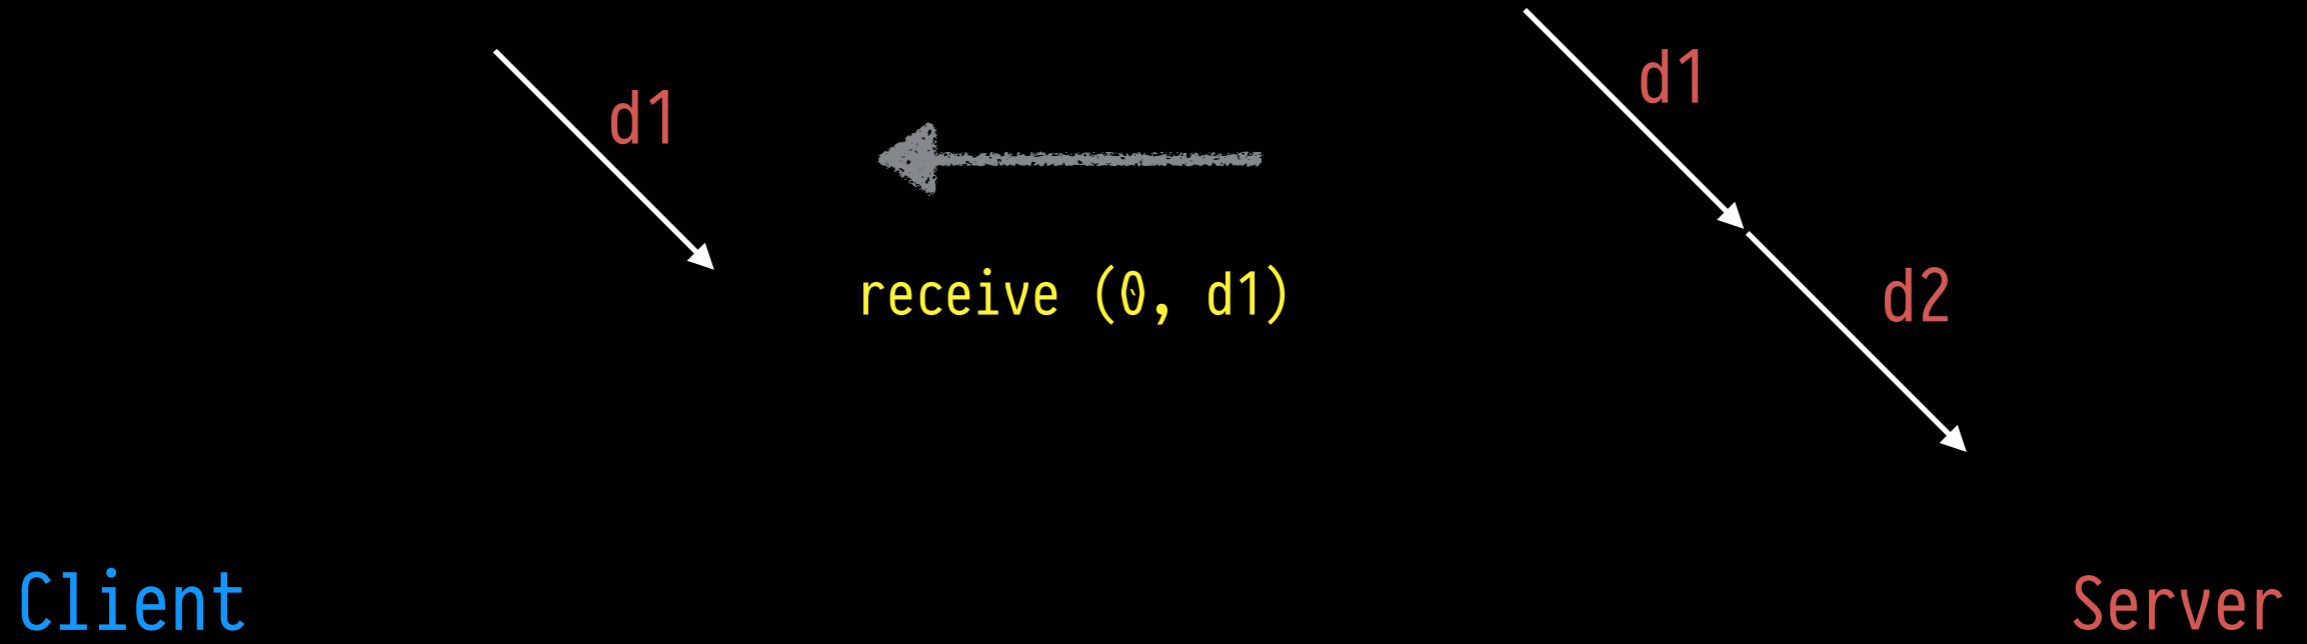 d1
d1
receive (0, d1)
d2
Client
Server